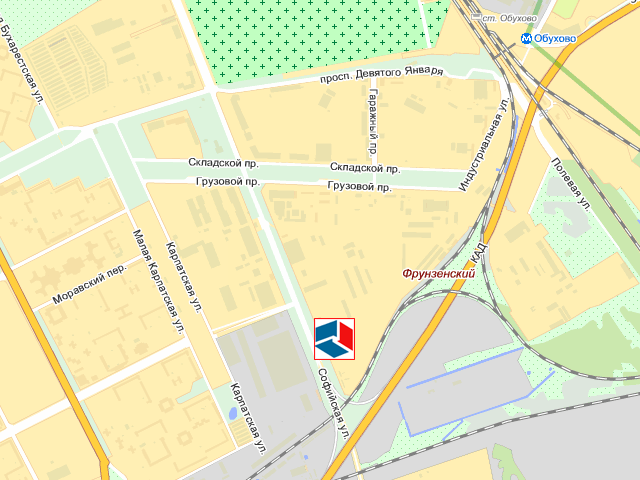 ст. Обухово
Обухово
я Бухарестская ул.
просп. Девятого Января
Гаражный пр.
Индустриальная ул.
Полевая ул.
Складской пр.
Складской пр.
Грузовой пр.
Грузовой пр.
Малая Карпатская ул.
Карпатская ул.
Моравский пер.
КАД
Фрунзенский
Софийская ул.
Карпатская ул.